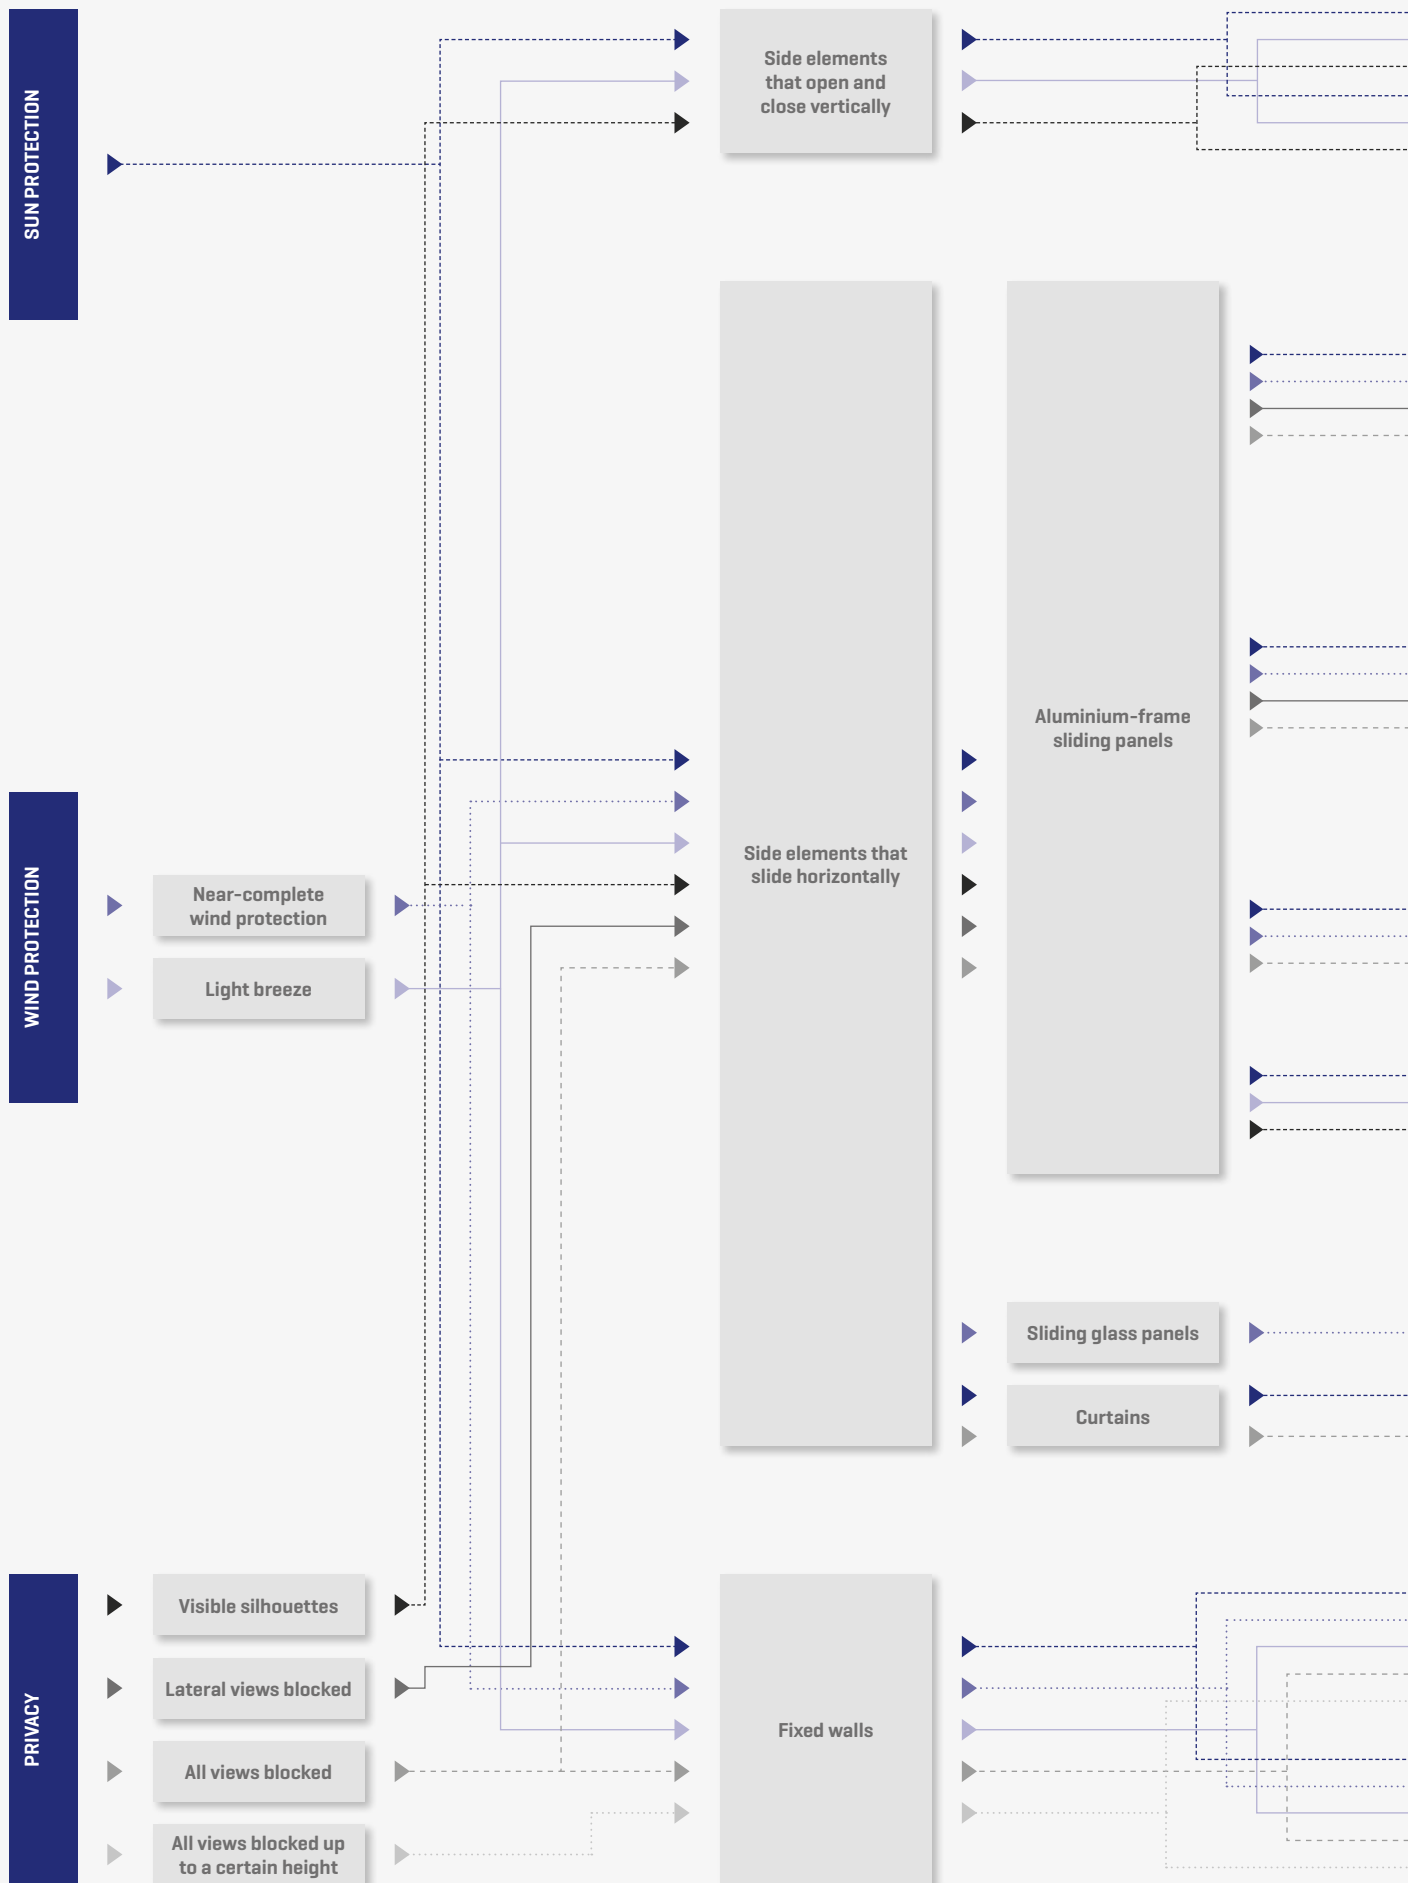 SUN PROTECTION
Side elements
that open and
close vertically
Aluminium-frame
sliding panels
Side elements that
slide horizontally
WIND PROTECTION
Near-complete
wind protection
Light breeze
Sliding glass panels
Curtains
PRIVACY
Visible silhouettes
Lateral views blocked
All views blocked
All views blocked up
to a certain height
Fixed walls